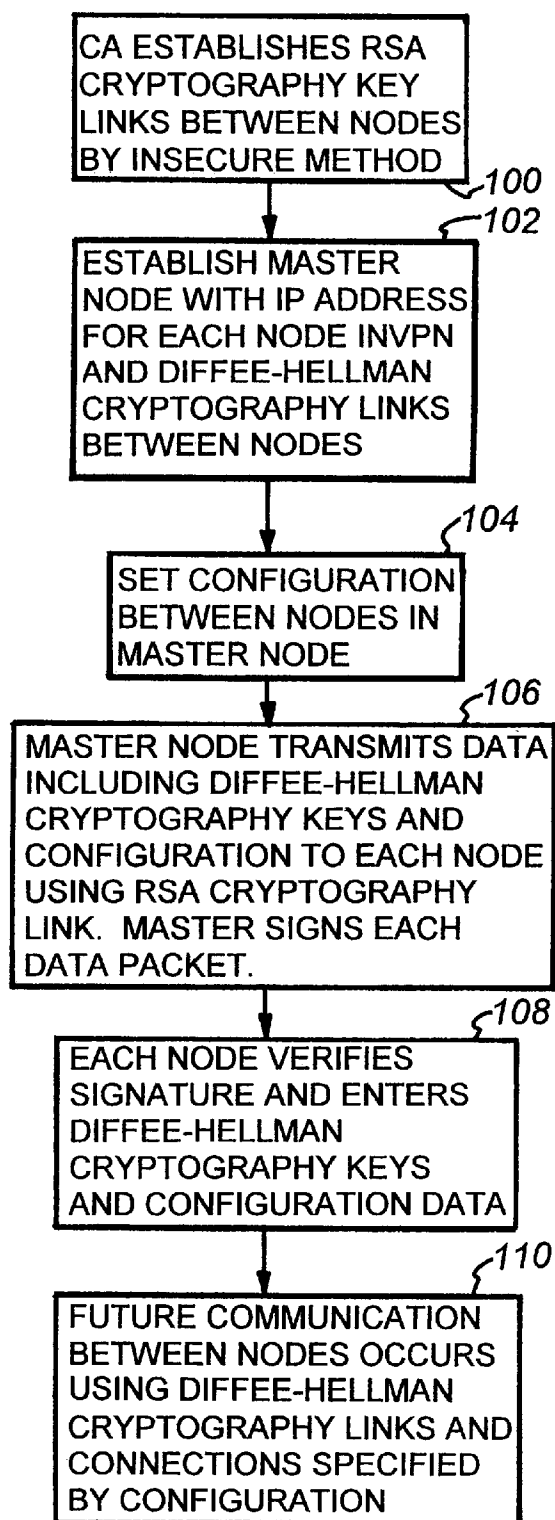 CA ESTABLISHES RSA
CRYPTOGRAPHY KEY
LINKS BETWEEN NODES
BY INSECURE METHOD
100
102
ESTABLISH MASTER
NODE WITH IP ADDRESS
FOR EACH NODE INVPN
AND DIFFEE-HELLMAN
CRYPTOGRAPHY LINKS
BETWEEN NODES
104
SET CONFIGURATION
BETWEEN NODES IN
MASTER NODE
106
MASTER NODE TRANSMITS DATA
INCLUDING DIFFEE-HELLMAN
CRYPTOGRAPHY KEYS AND
CONFIGURATION TO EACH NODE
USING RSA CRYPTOGRAPHY
LINK. MASTER SIGNS EACH
DATA PACKET.
108
EACH NODE VERIFIES
SIGNATURE AND ENTERS
DIFFEE-HELLMAN
CRYPTOGRAPHY KEYS
AND CONFIGURATION DATA
110
FUTURE COMMUNICATION
BETWEEN NODES OCCURS
USING DIFFEE-HELLMAN
CRYPTOGRAPHY LINKS AND
CONNECTIONS SPECIFIED
BY CONFIGURATION